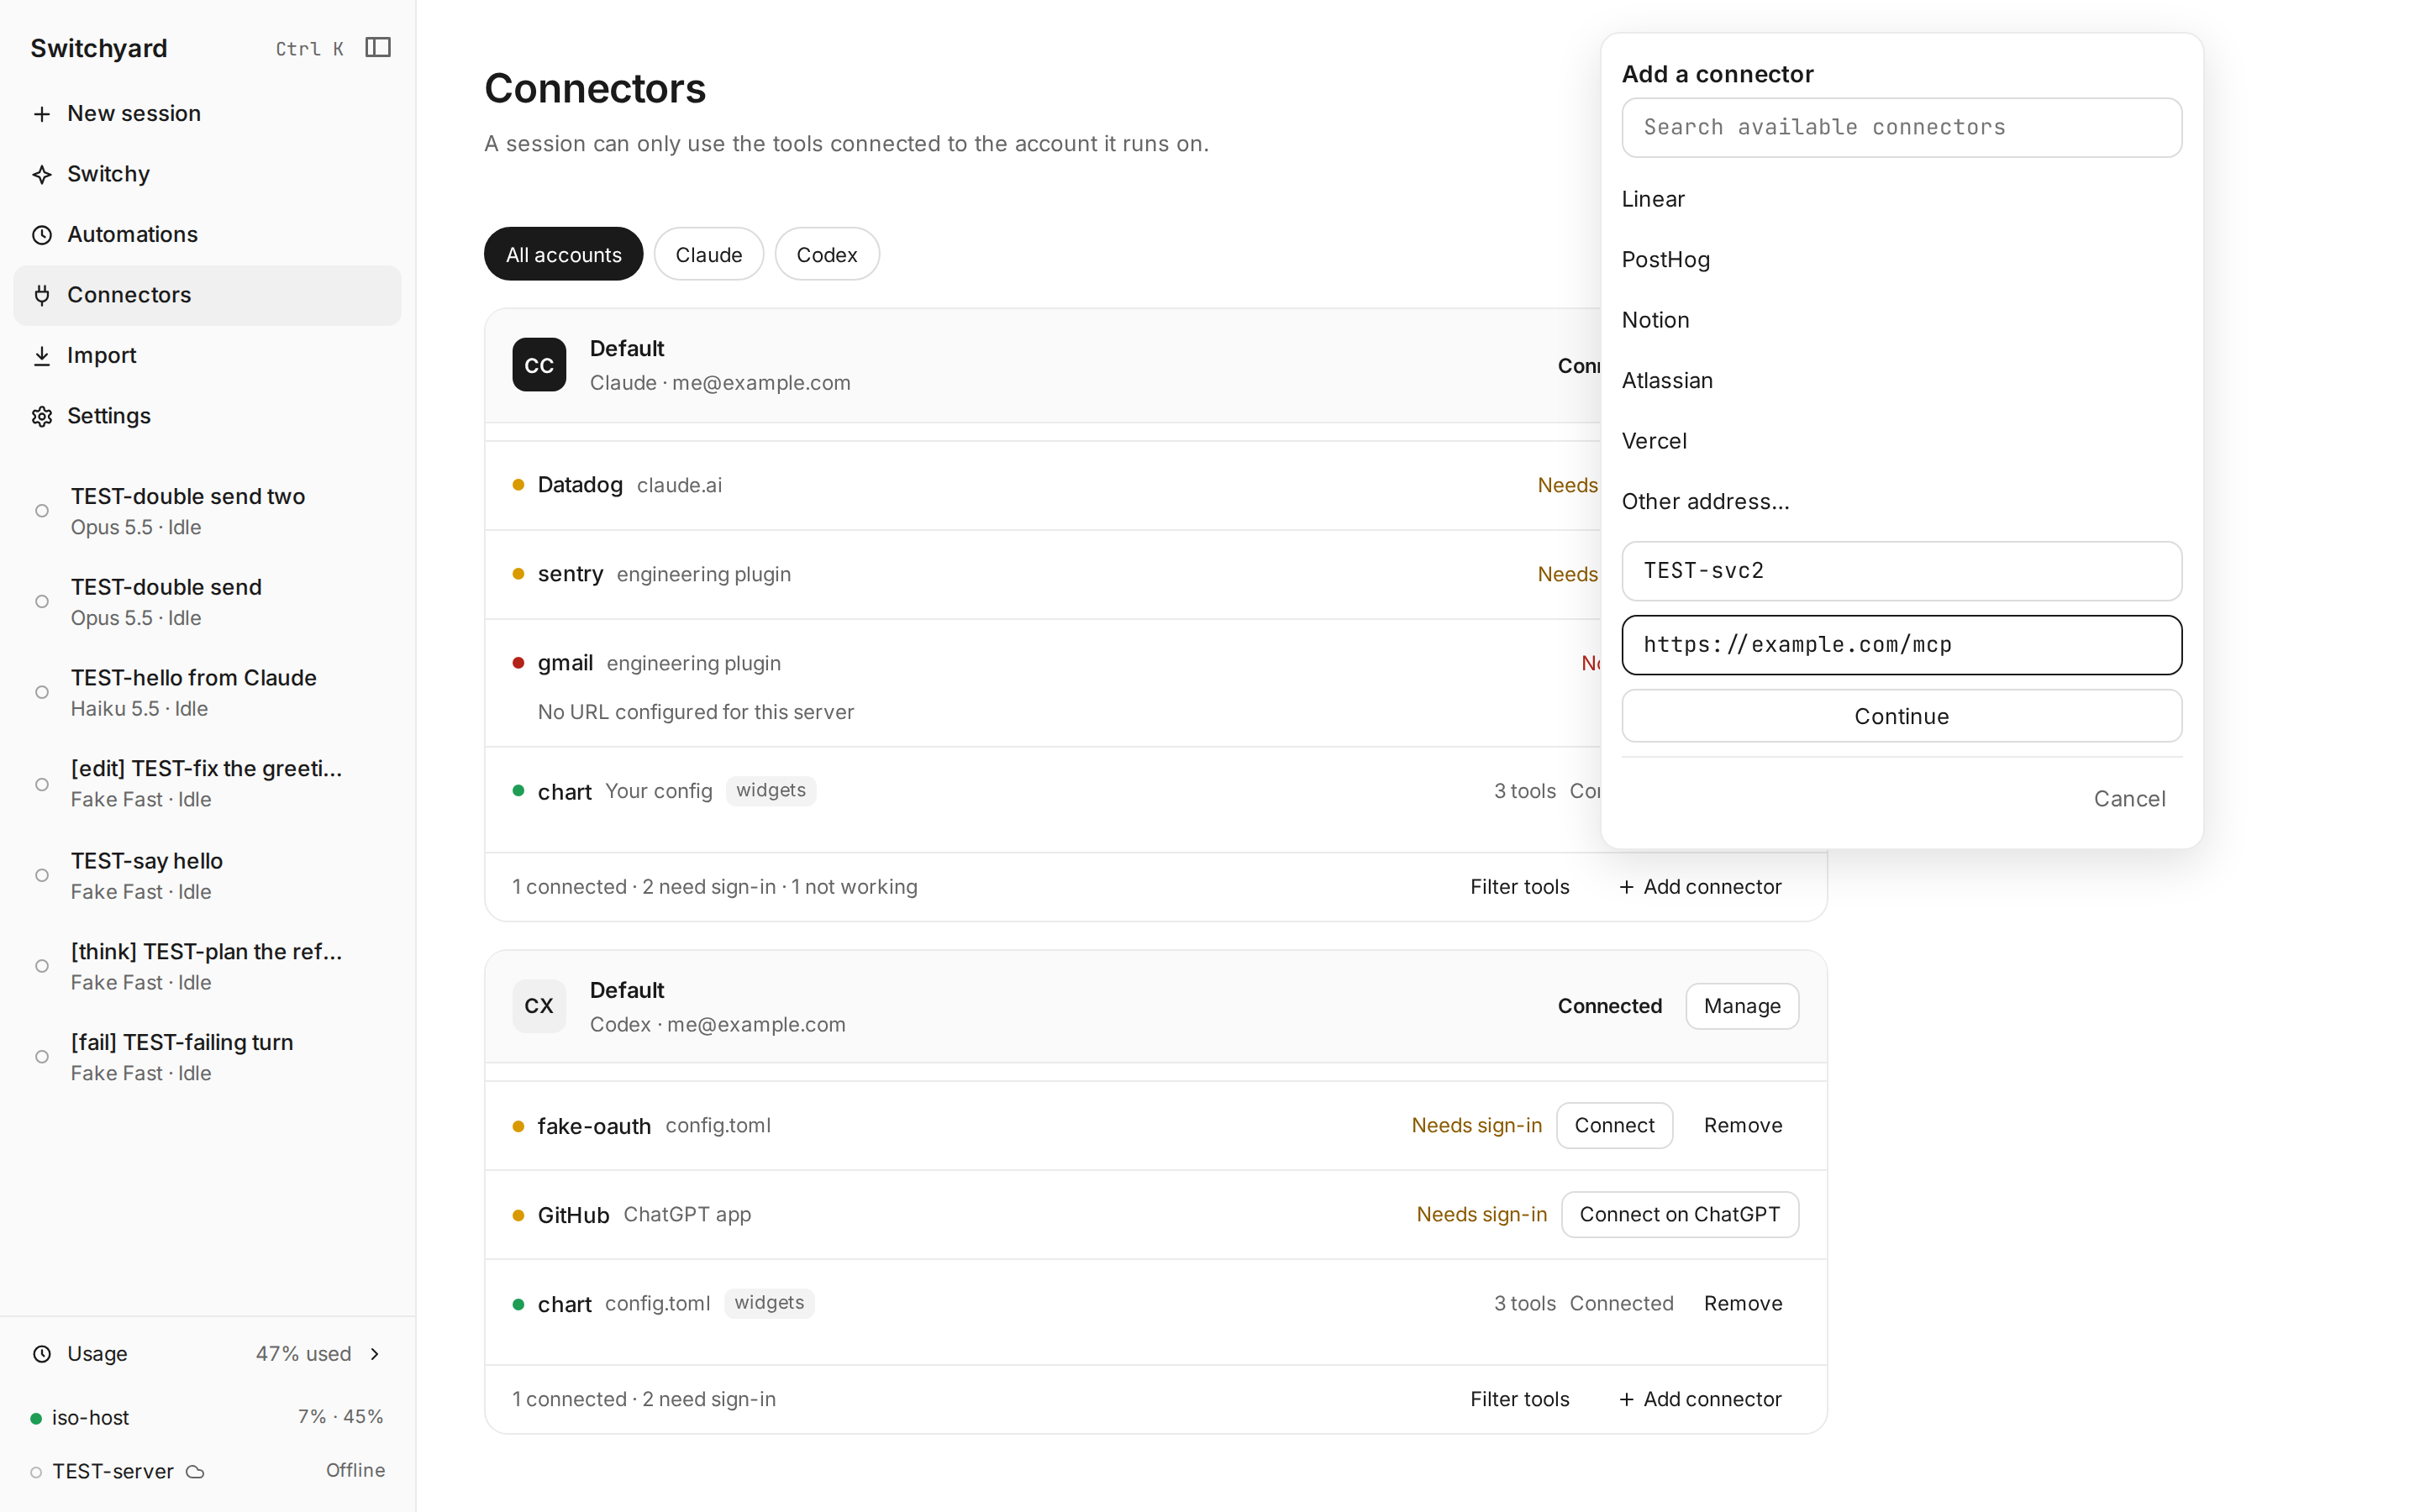 Switchyard Ctrl K
New session
Switchy
Automations
Connectors
Import
Settings
TEST-double send two
Opus 5.5 · Idle
TEST-double send
Opus 5.5 · Idle
TEST-hello from Claude
Haiku 5.5 · Idle
[edit] TEST-fix the greeti...
Fake Fast · Idle
TEST-say hello
Fake Fast · Idle
[think] TEST-plan the ref...
Fake Fast · Idle
[fail] TEST-failing turn
Fake Fast · Idle
Usage 47% used
iso-host 7% · 45%
TEST-server Offline
Connectors
A session can only use the tools connected to the account it runs on.
All accounts Claude Codex
CC Default
Claude · me@example.com
Datadog claude.ai Needs
sentry engineering plugin Needs
gmail engineering plugin
No URL configured for this server
chart Your config widgets 3 tools
1 connected · 2 need sign-in · 1 not working Filter tools + Add connector
CX Default Connected Manage
Codex · me@example.com
fake-oauth config.toml Needs sign-in Connect Remove
GitHub ChatGPT app Needs sign-in Connect on ChatGPT
chart config.toml widgets 3 tools Connected Remove
1 connected · 2 need sign-in Filter tools + Add connector
Add a connector
Search available connectors
Linear
PostHog
Notion
Atlassian
Vercel
Other address...
TEST-svc2
https://example.com/mcp
Continue
Cancel